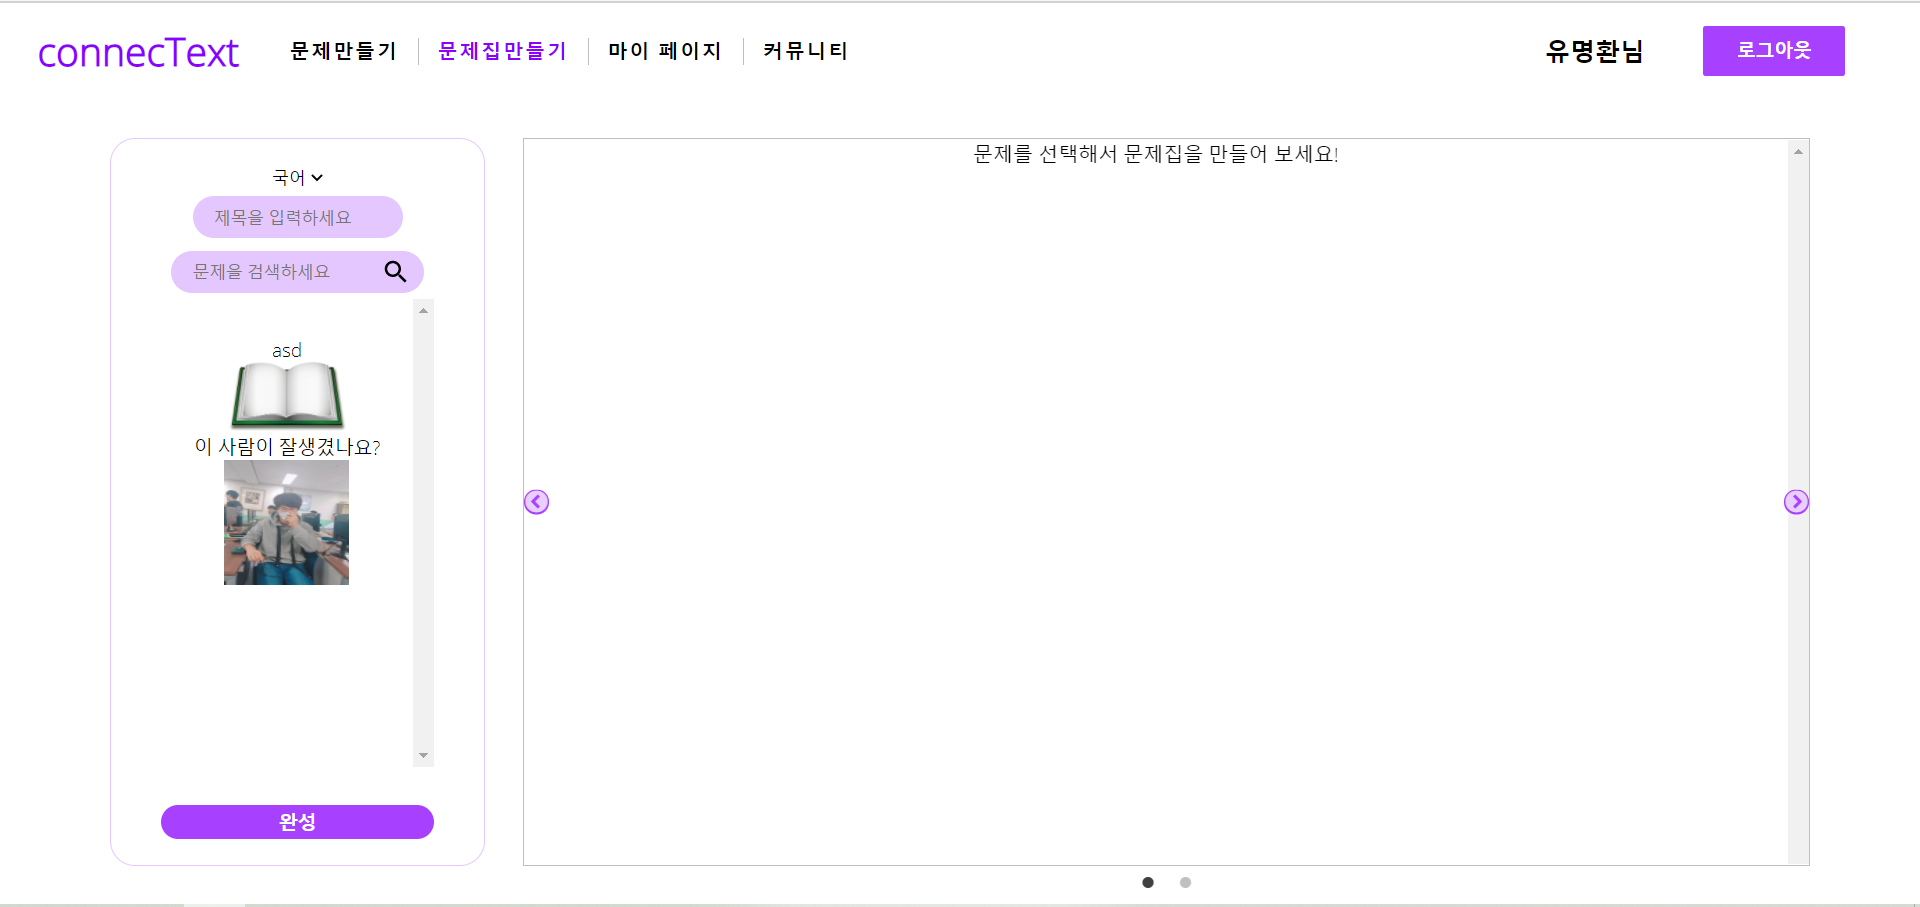 connecText
문제만들기
문제집만들기
마이 페이지
커뮤니티
유명환님
로그아웃
국어
제목을 입력하세요
문제을 검색하세요
asd
이 사람이 잘생겼나요?
완성
문제를 선택해서 문제집을 만들어 보세요!